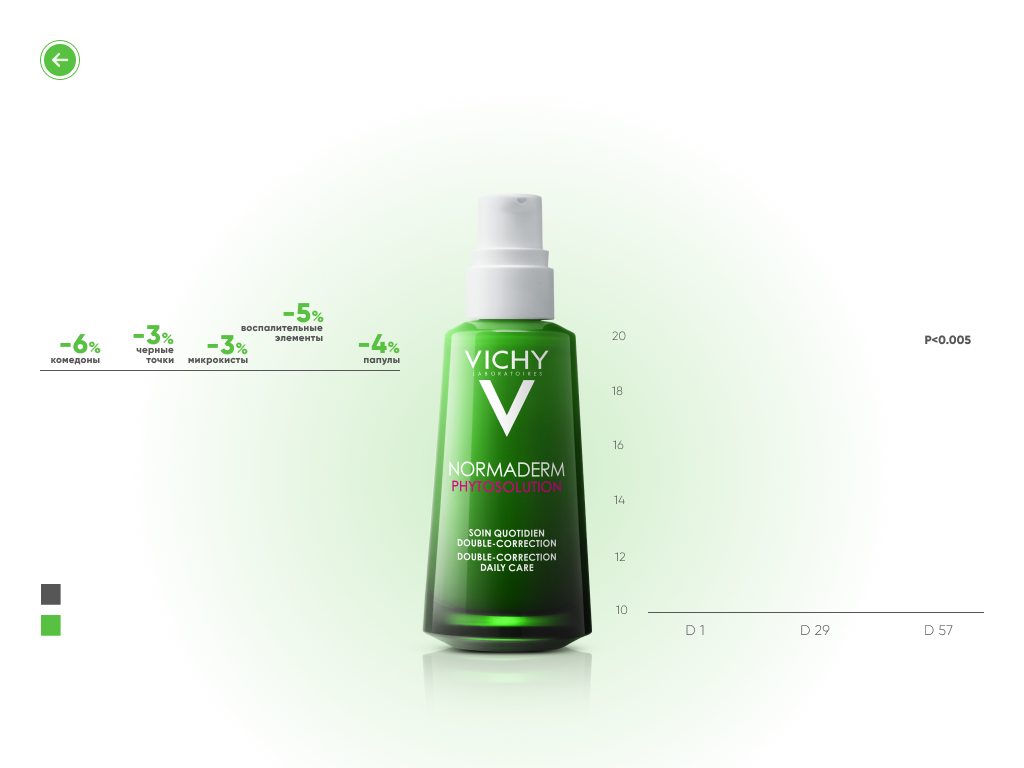 -6%
комедоны
-3%
черные
точки
-3%
микрокисты
-5%
воспалительные
элементы
-4%
папулы
VICHY
LABORATOIRES
V
NORMADERM
PHYTOSOLUTION
SOIN QUOTIDIEN
DOUBLE-CORRECTION
DOUBLE-CORRECTION
DAILY CARE
20
18
16
14
12
10
P<0.005
D 1
D 29
D 57